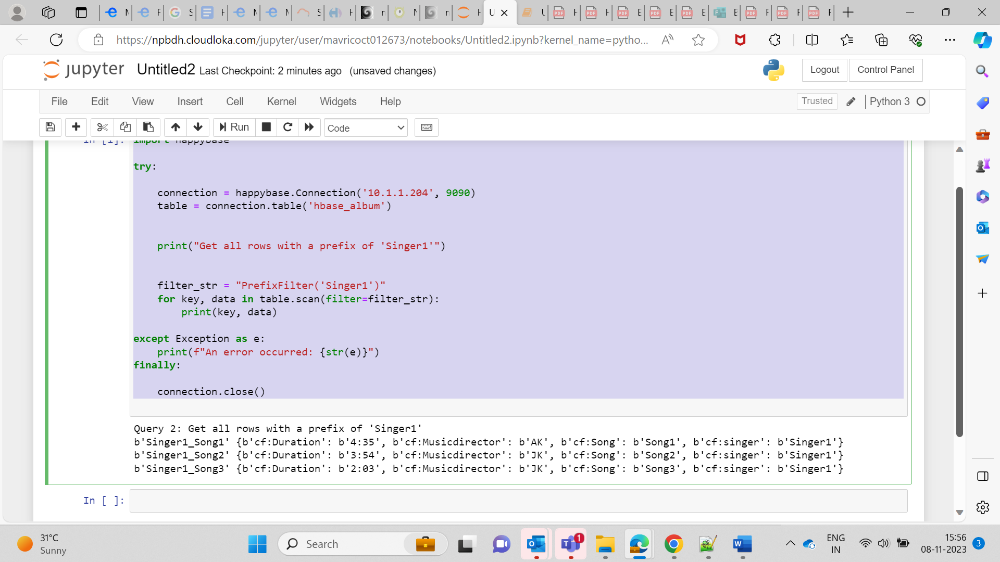 https://npbdh.cloudloka.com/jupyter/user/mavricoct012673/notebooks/Untitled2.ipynb?kernel_name=pytho...
jupyter Untitled2 Last Checkpoint: 2 minutes ago (unsaved changes)
Logout Control Panel
File Edit View Insert Cell Kernel Widgets Help
Trusted Python 3
Run Code
In [1]: import happybase
try:
connection = happybase.Connection('10.1.1.204', 9090)
table = connection.table('hbase_album')
print("Get all rows with a prefix of 'Singer1'")
filter_str = "PrefixFilter('Singer1')"
for key, data in table.scan(filter=filter_str):
print(key, data)
except Exception as e:
print(f"An error occurred: {str(e)}")
finally:
connection.close()
Query 2: Get all rows with a prefix of 'Singer1'
b'Singer1_Song1' {b'cf:Duration': b'4:35', b'cf:Musicdirector': b'AK', b'cf:Song': b'Song1', b'cf:singer': b'Singer1'}
b'Singer1_Song2' {b'cf:Duration': b'3:54', b'cf:Musicdirector': b'JK', b'cf:Song': b'Song2', b'cf:singer': b'Singer1'}
b'Singer1_Song3' {b'cf:Duration': b'2:03', b'cf:Musicdirector': b'JK', b'cf:Song': b'Song3', b'cf:singer': b'Singer1'}
In [ ]:
31°C
Sunny
Search
1
ENG
IN
15:56
08-11-2023
3